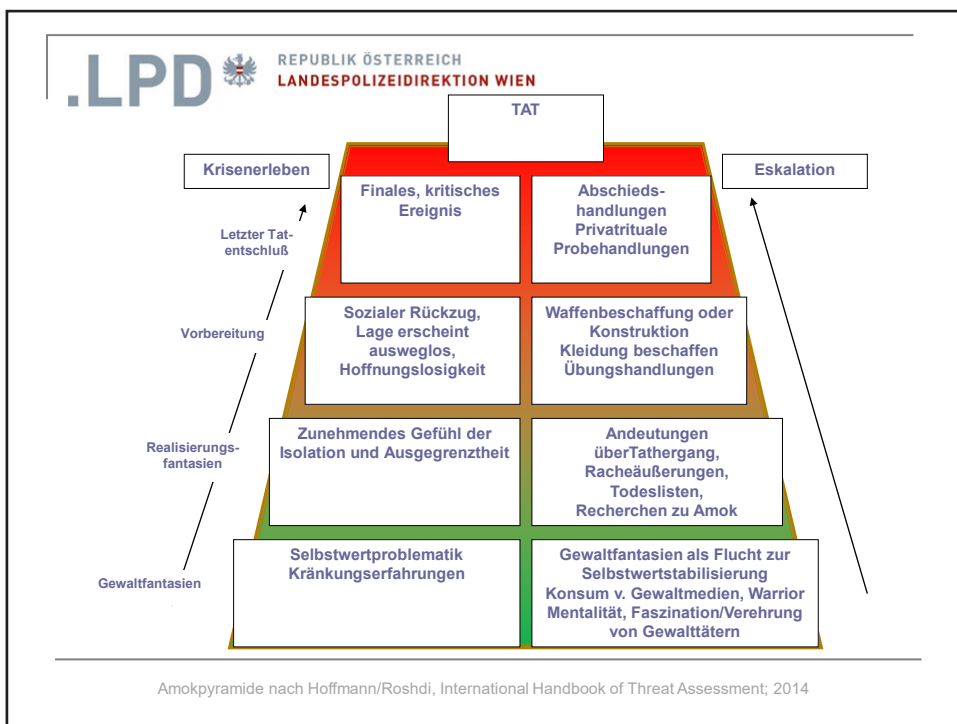 .LPD
REPUBLIK ÖSTERREICH
LANDESPOLIZEIDIREKTION WIEN
TAT
Krisenerleben
Eskalation
Finales, kritisches
Ereignis
Abschieds-
handlungen
Privatrituale
Probehandlungen
Letzter Tat-
entschluß
Sozialer Rückzug,
Lage erscheint
ausweglos,
Hoffnungslosigkeit
Waffenbeschaffung oder
Konstruktion
Kleidung beschaffen
Übungshandlungen
Vorbereitung
Zunehmendes Gefühl der
Isolation und Ausgegrenztheit
Andeutungen
überTathergang,
Racheäußerungen,
Todeslisten,
Recherchen zu Amok
Realisierungs-
fantasien
Selbstwertproblematik
Kränkungserfahrungen
Gewaltfantasien als Flucht zur
Selbstwertstabilisierung
Konsum v. Gewaltmedien, Warrior
Mentalität, Faszination/Verehrung
von Gewalttätern
Gewaltfantasien
Amokpyramide nach Hoffmann/Roshdi, International Handbook of Threat Assessment; 2014